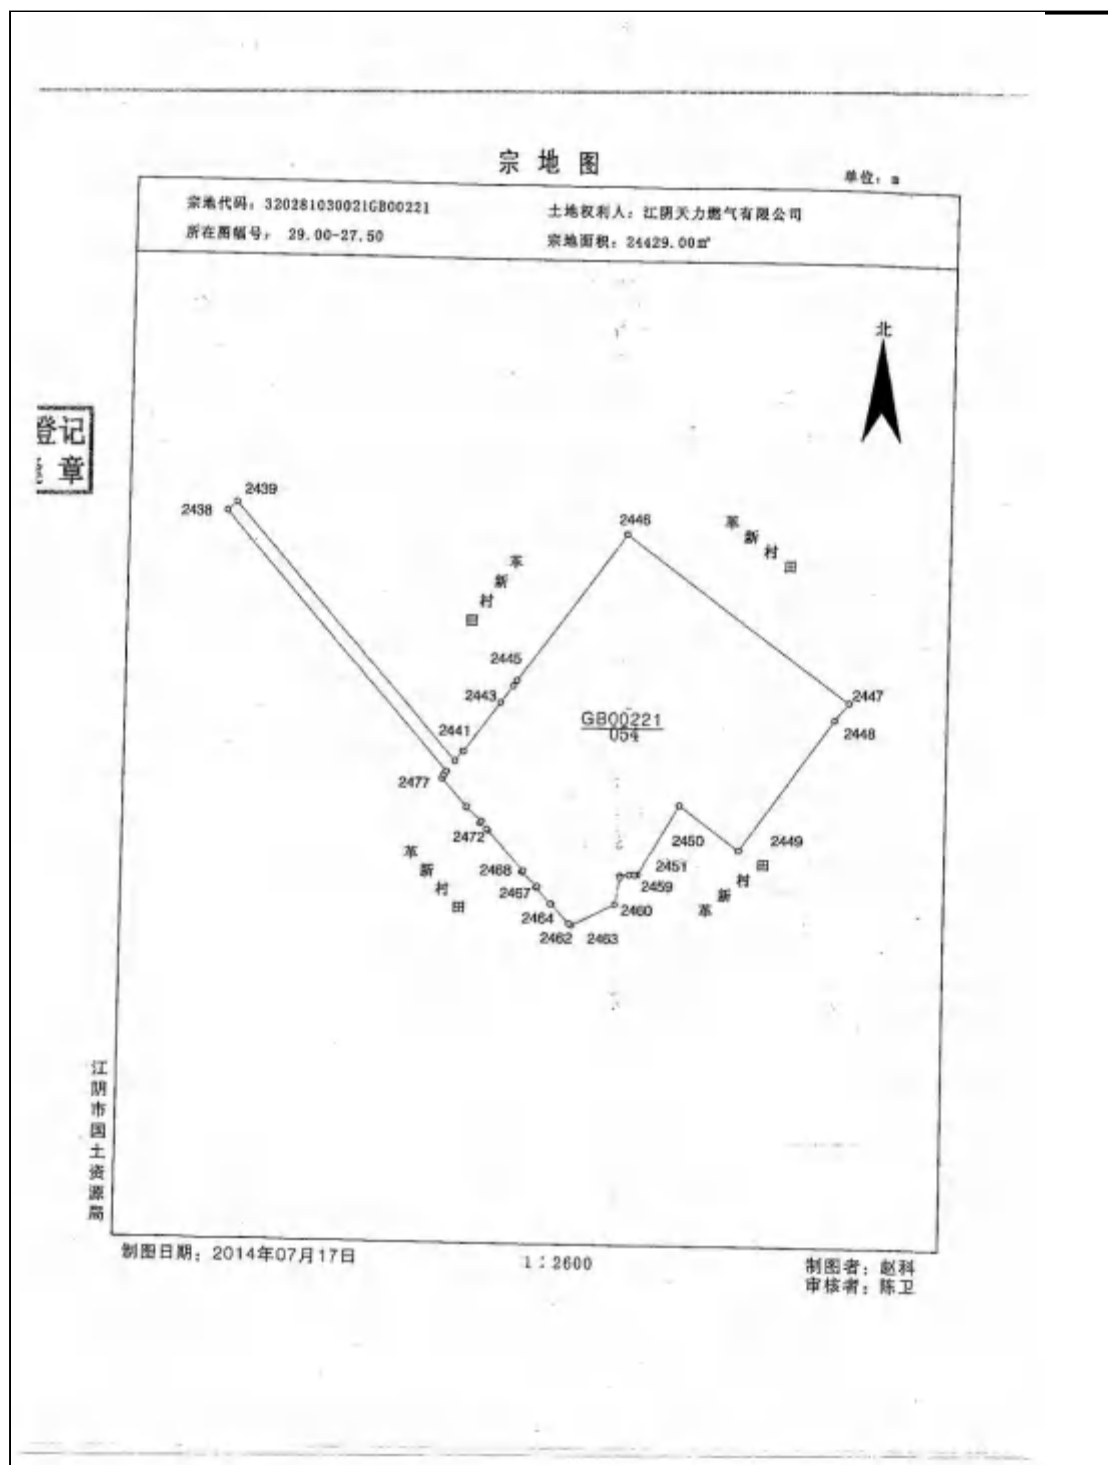 宗地图
单位：m
宗地代码：320281030021GB00221
土地权利人：江阴天力燃气有限公司
所在图幅号： 29.00-27.50
宗地面积：24429.00㎡
北
登记
章
2439
2438
2446
革新村田
革新村田
2445
2443
2447
2448
2441
GB00221
054
2477
2472
2450
2449
2468
2451
2467
2459
革新村田
革新村田
2464
2460
2462
2463
江阴市国土资源局
制图日期：2014年07月17日
1：2600
制图者：赵科
审核者：陈卫